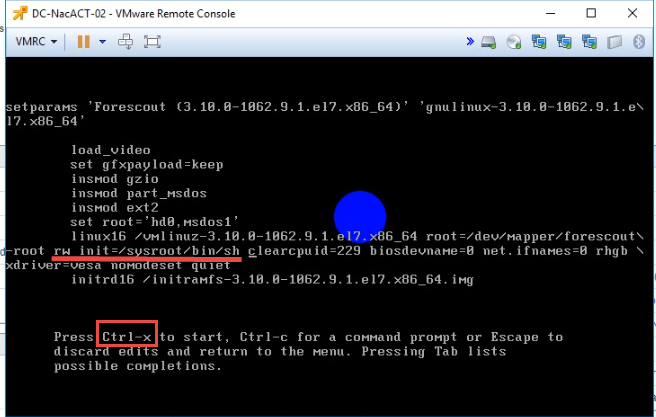 DC-NacACT-02 - VMware Remote Console
VMRC
setparams 'Forescout (3.10.0-1062.9.1.el7.x86_64)' 'gnulinux-3.10.0-1062.9.1.e\
l7.x86_64'
load_video
set gfxpayload=keep
insmod gzio
insmod part_msdos
insmod ext2
set root='hd0,msdos1'
linux16 /vmlinuz-3.10.0-1062.9.1.el7.x86_64 root=/dev/mapper/forescout\
-root rw init=/sysroot/bin/sh clearcpuid=229 biosdevname=0 net.ifnames=0 rhgb \
xdriver=vesa nomodeset quiet
initrd16 /initramfs-3.10.0-1062.9.1.el7.x86_64.img
Press Ctrl-x to start, Ctrl-c for a command prompt or Escape to
discard edits and return to the menu. Pressing Tab lists
possible completions.